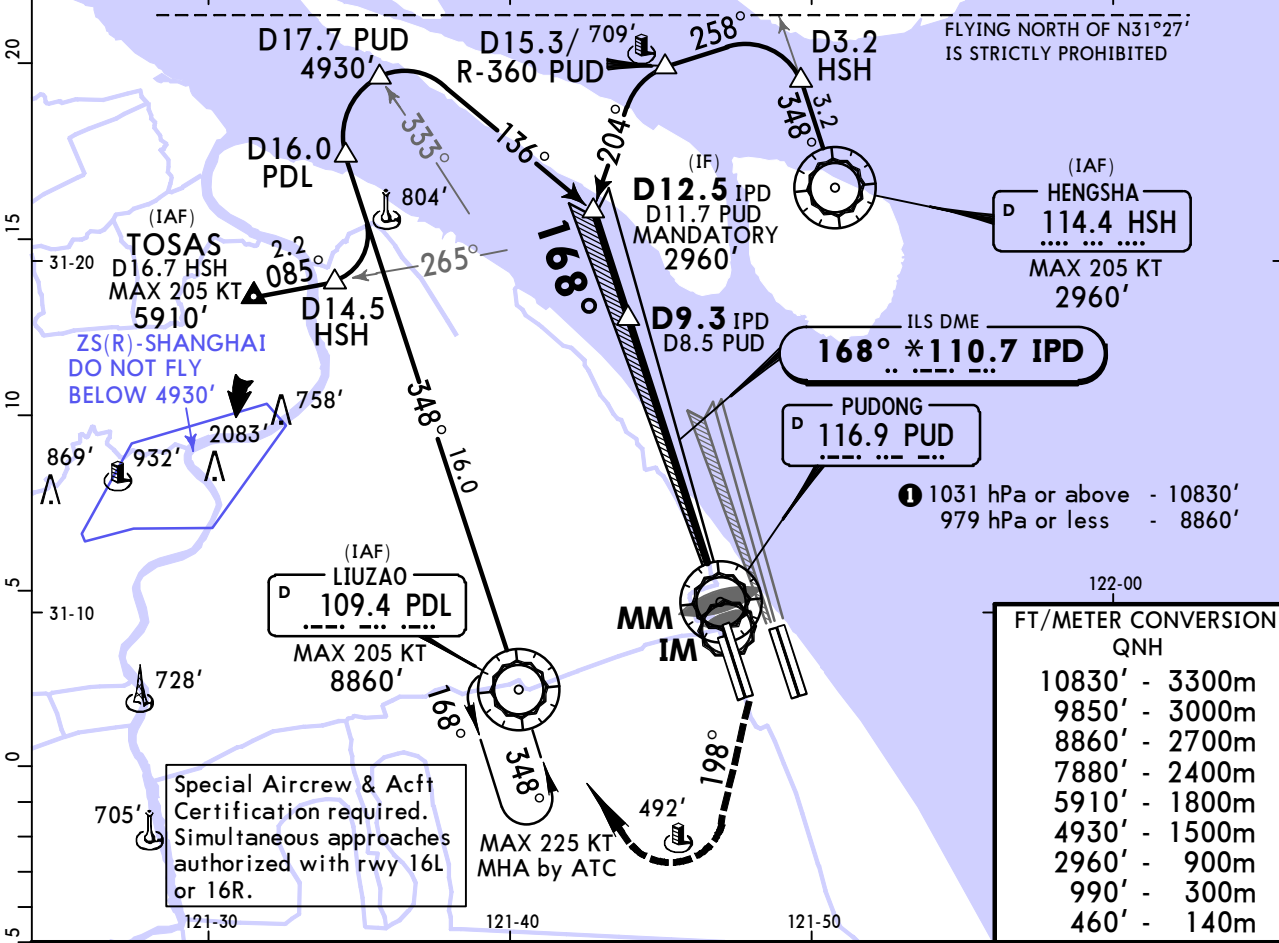 D17.7 PUD
4930'
D15.3/
R-360 PUD
709'
258°
D3.2
HSH
FLYING NORTH OF N31°27'
IS STRICTLY PROHIBITED
20
333°
136°
204°
3.2
348°
D16.0
PDL
804'
(IF)
D12.5 IPD
D11.7 PUD
MANDATORY
2960'
(IAF)
HENGSHA
D 114.4 HSH
MAX 205 KT
2960'
15
31-20
(IAF)
TOSAS
D16.7 HSH
MAX 205 KT
5910'
2.2
085°
265°
D14.5
HSH
168°
D9.3 IPD
D8.5 PUD
ILS DME
168° *110.7 IPD
ZS(R)-SHANGHAI
DO NOT FLY
BELOW 4930'
10
758'
2083'
869'
932'
348°
16.0
PUDONG
D 116.9 PUD
1 1031 hPa or above - 10830'
979 hPa or less - 8860'
5
31-10
122-00
(IAF)
LIUZAO
D 109.4 PDL
MAX 205 KT
8860'
MM
IM
728'
168°
348°
198°
0
705'
492'
Special Aircrew & Acft
Certification required.
Simultaneous approaches
authorized with rwy 16L
or 16R.
MAX 225 KT
MHA by ATC
5
121-30
121-40
121-50
FT/METER CONVERSION
QNH
10830' - 3300m
9850' - 3000m
8860' - 2700m
7880' - 2400m
5910' - 1800m
4930' - 1500m
2960' - 900m
990' - 300m
460' - 140m